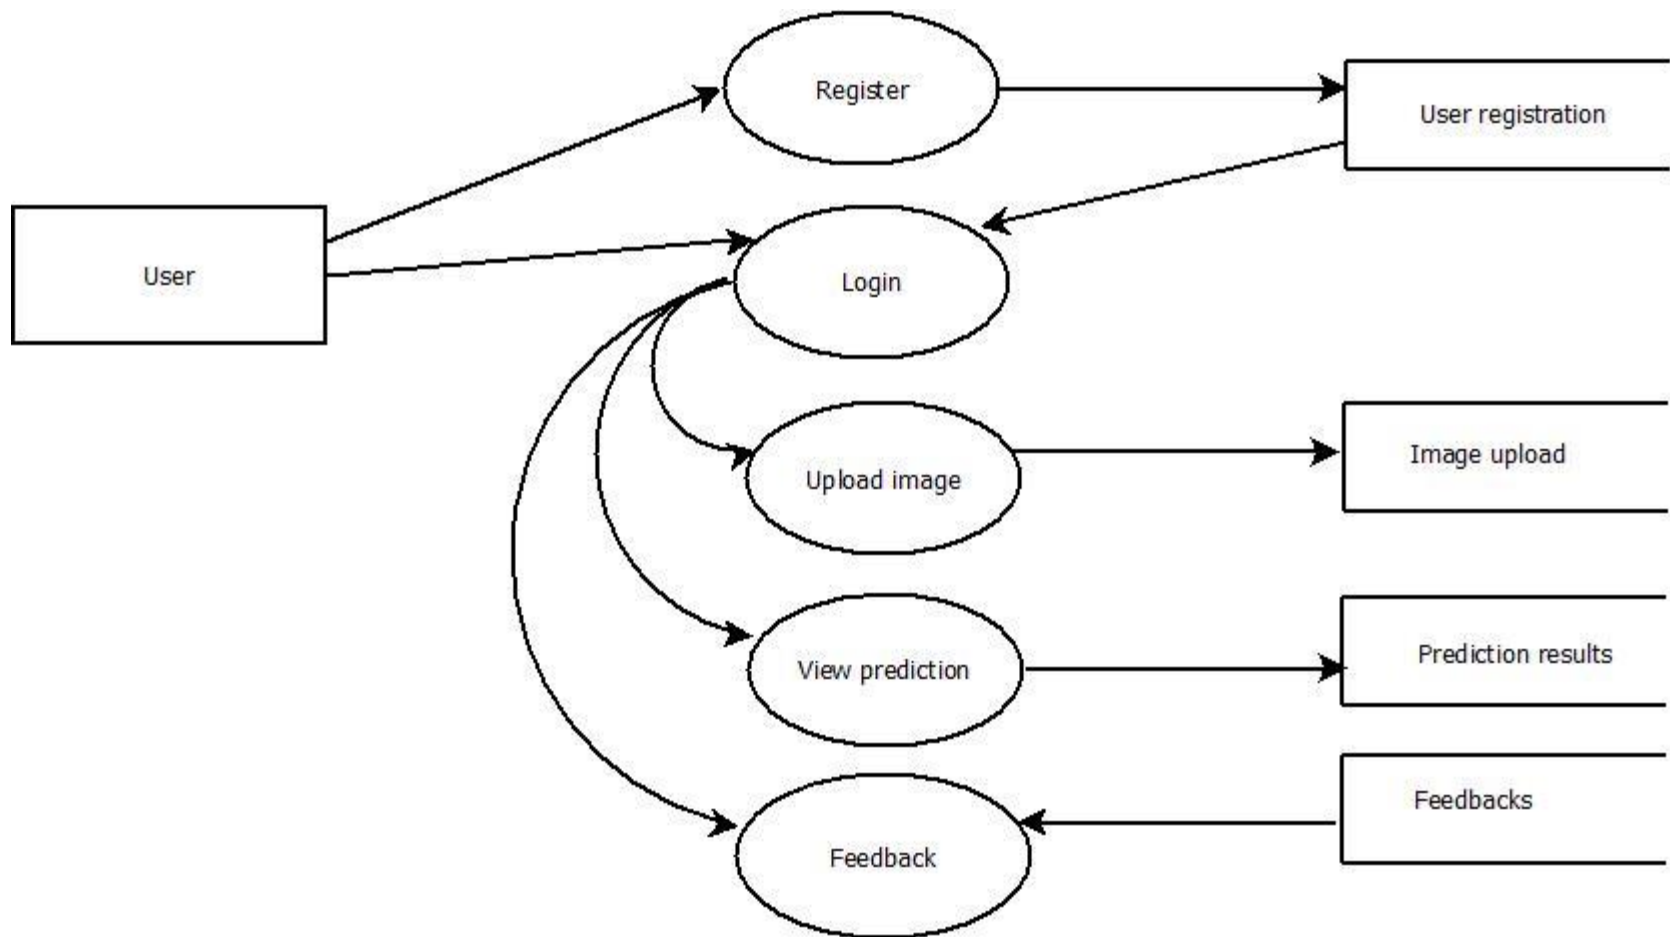 Register
User registration
User
Login
Upload image
Image upload
View prediction
Prediction results
Feedback
Feedbacks